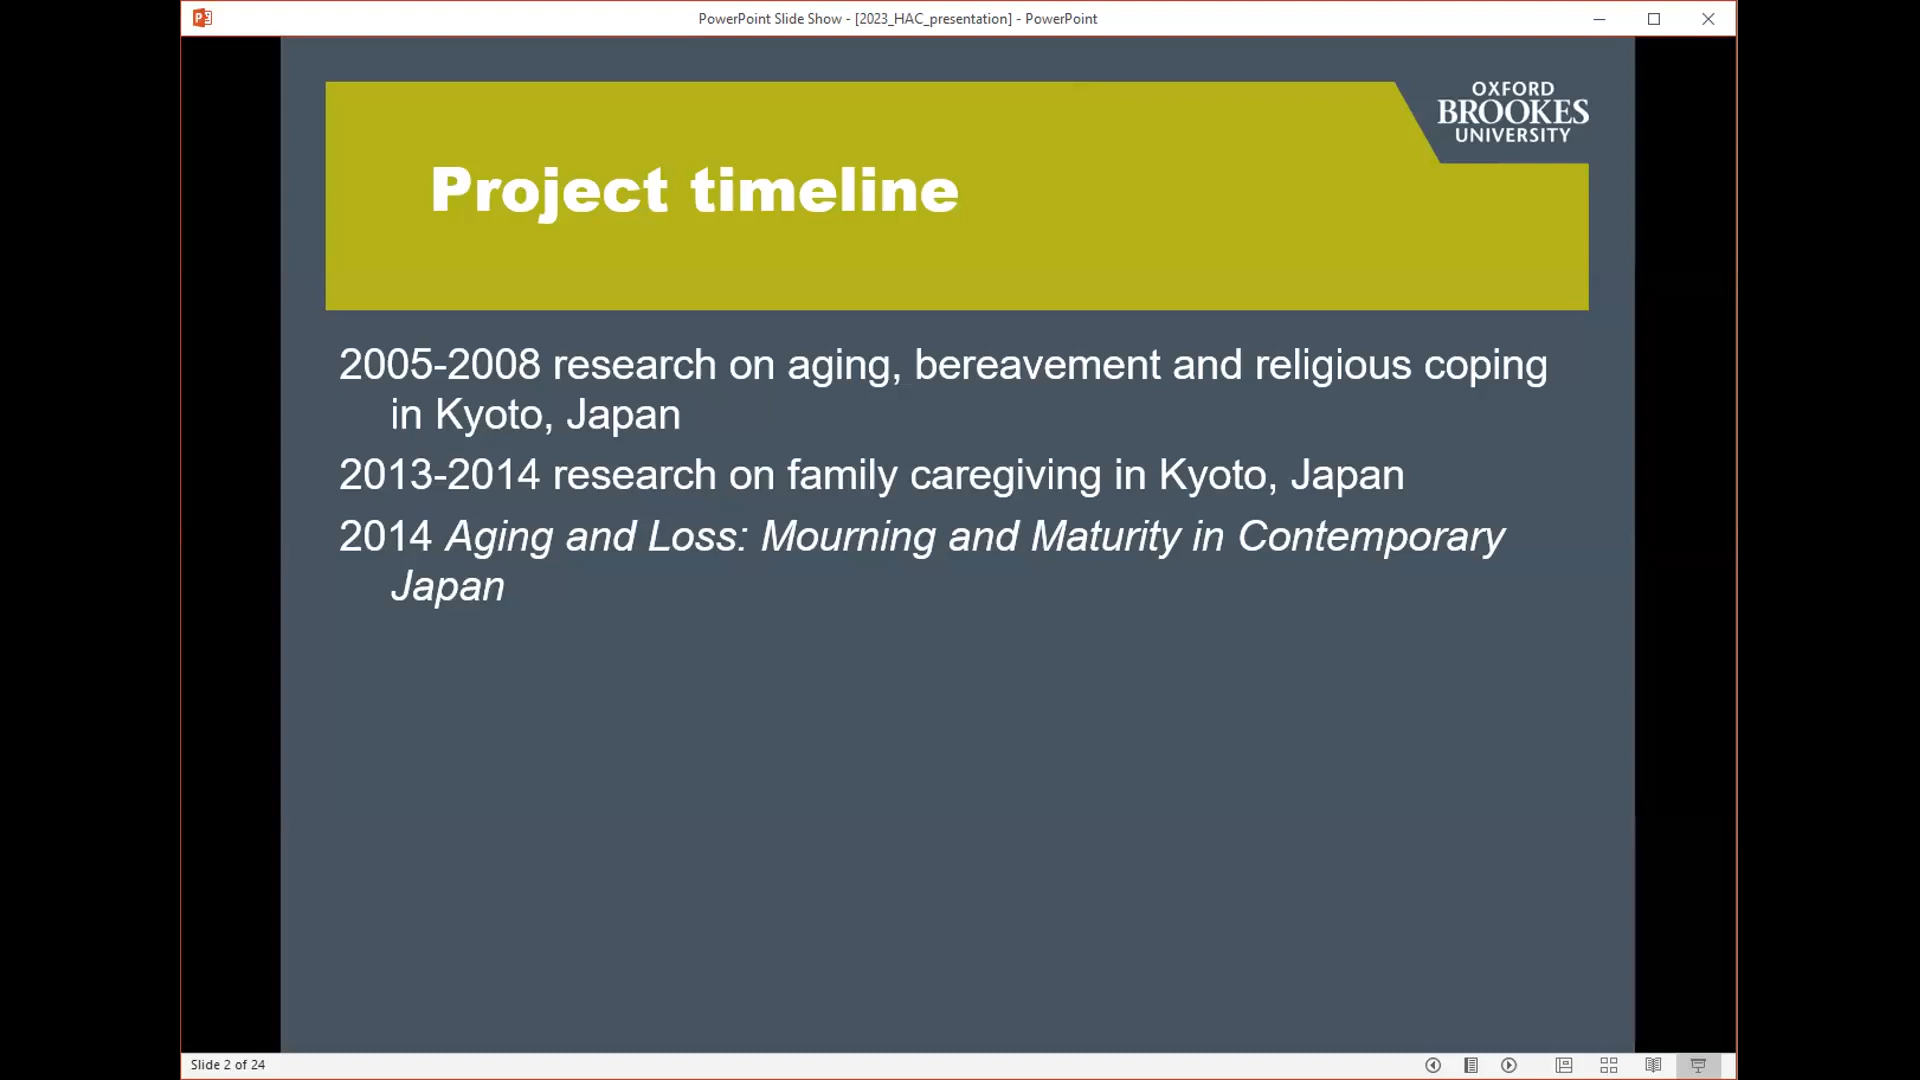 PowerPoint Slide Show - [2023_HAC_presentation] - PowerPoint
OXFORD
BROOKES
UNIVERSITY
Project timeline
2005-2008 research on aging, bereavement and religious coping
in Kyoto, Japan
2013-2014 research on family caregiving in Kyoto, Japan
2014 Aging and Loss: Mourning and Maturity in Contemporary
Japan
Slide 2 of 24